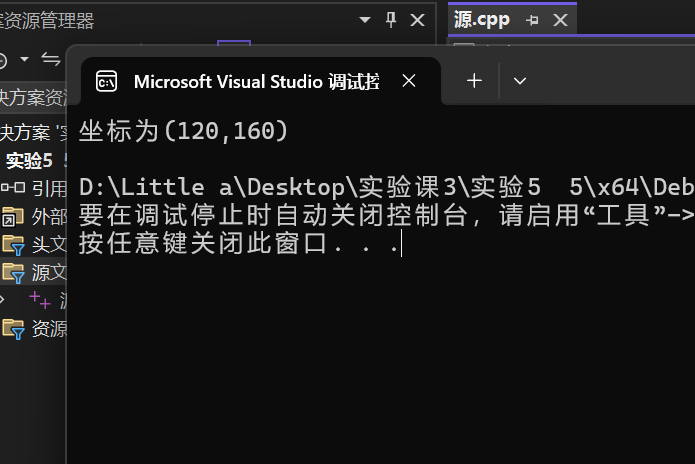 案资源管理器
源.cpp
Microsoft Visual Studio 调试控
决方案资
坐标为(120,160)
决方案 '实
实验5 5
D:\Little a\Desktop\实验课3\实验5  5\x64\Deb
引用
要在调试停止时自动关闭控制台，请启用“工具”->
外部
按任意键关闭此窗口. . .
头文
源文
源
资源